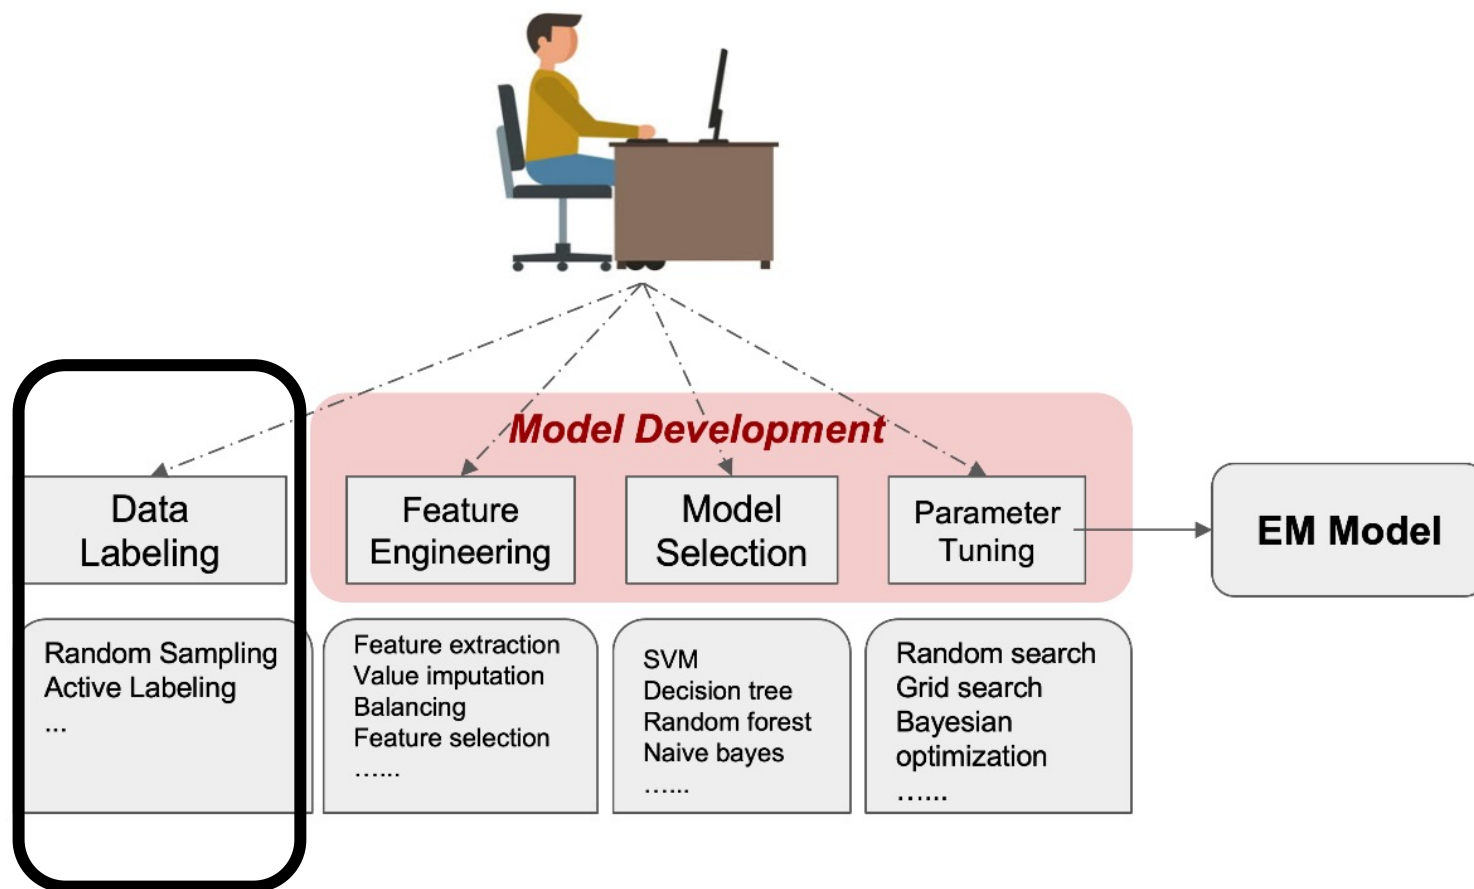 Model Development
Data
Labeling
Feature
Engineering
Model
Selection
Parameter
Tuning
EM Model
Random Sampling
Active Labeling
...
Feature extraction
Value imputation
Balancing
Feature selection
…...
SVM
Decision tree
Random forest
Naive bayes
…...
Random search
Grid search
Bayesian
optimization
…...